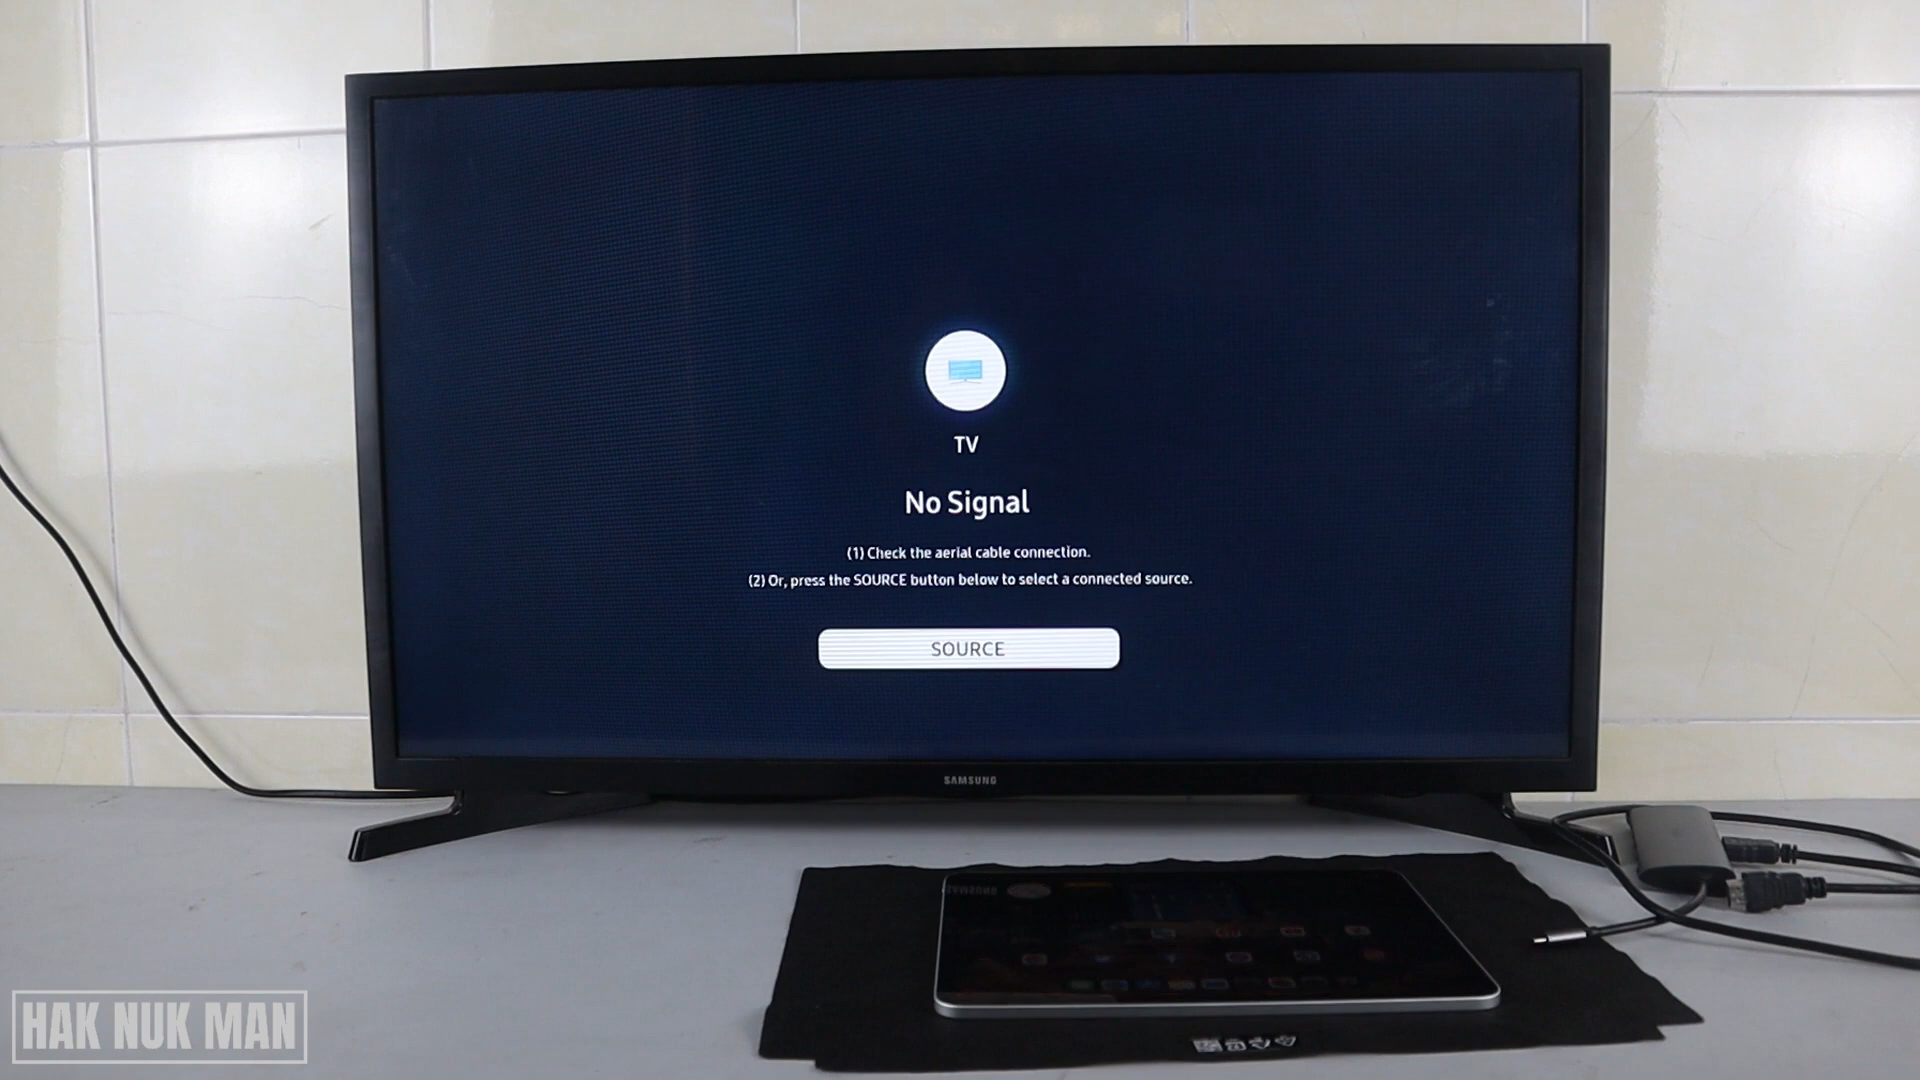 TV
No Signal
(1) Check the aerial cable connection.
(2) Or, press the SOURCE button below to select a connected source.
SOURCE
SAMSUNG
SAMSUNG
HAK NUK MAN